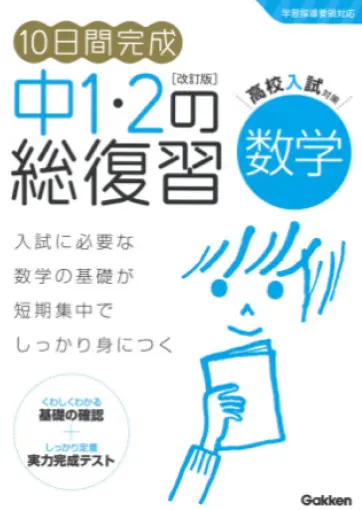 学習指導要領対応
10日間完成
中1・2の[改訂版]
総復習
高校入試対策
数学
入試に必要な
数学の基礎が
短期集中で
しっかり身につく
くわしくわかる
基礎の確認
+
しっかり定着
実力完成テスト
Gakken